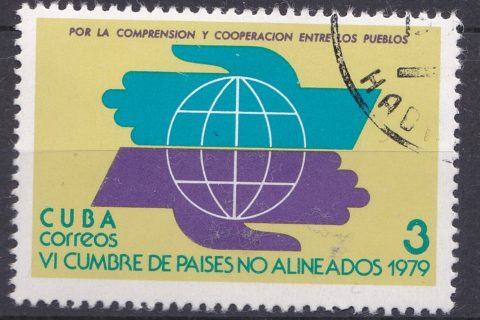 POR LA COMPRENSION Y COOPERACION ENTRE LOS PUEBLOS
CUBA
correos
3
VI CUMBRE DE PAISES NO ALINEADOS 1979